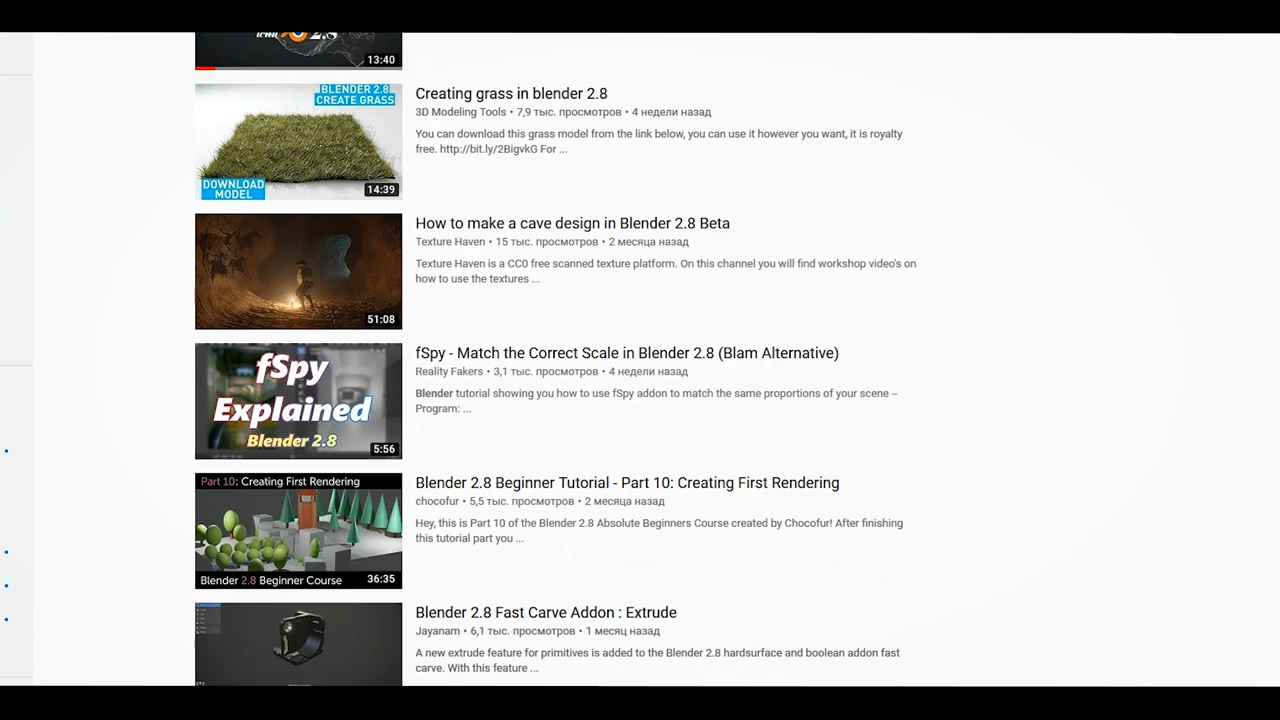 2.8
13:40
BLENDER 2.8
CREATE GRASS
DOWNLOAD
MODEL
14:39
Creating grass in blender 2.8
3D Modeling Tools • 7,9 тыс. просмотров • 4 недели назад
You can download this grass model from the link below, you can use it however you want, it is royalty
free. http://bit.ly/2BigvkG For ...
51:08
How to make a cave design in Blender 2.8 Beta
Texture Haven • 15 тыс. просмотров • 2 месяца назад
Texture Haven is a CC0 free scanned texture platform. On this channel you will find workshop video's on
how to use the textures ...
fSpy
Explained
Blender 2.8
5:56
fSpy - Match the Correct Scale in Blender 2.8 (Blam Alternative)
Reality Fakers • 3,1 тыс. просмотров • 4 недели назад
Blender tutorial showing you how to use fSpy addon to match the same proportions of your scene –
Program: ...
Part 10: Creating First Rendering
Blender 2.8 Beginner Course
36:35
Blender 2.8 Beginner Tutorial - Part 10: Creating First Rendering
chocofur • 5,5 тыс. просмотров • 2 месяца назад
Hey, this is Part 10 of the Blender 2.8 Absolute Beginners Course created by Chocofur! After finishing
this tutorial part you ...
Blender 2.8 Fast Carve Addon : Extrude
Jayanam • 6,1 тыс. просмотров • 1 месяц назад
A new extrude feature for primitives is added to the Blender 2.8 hardsurface and boolean addon fast
carve. With this feature ...